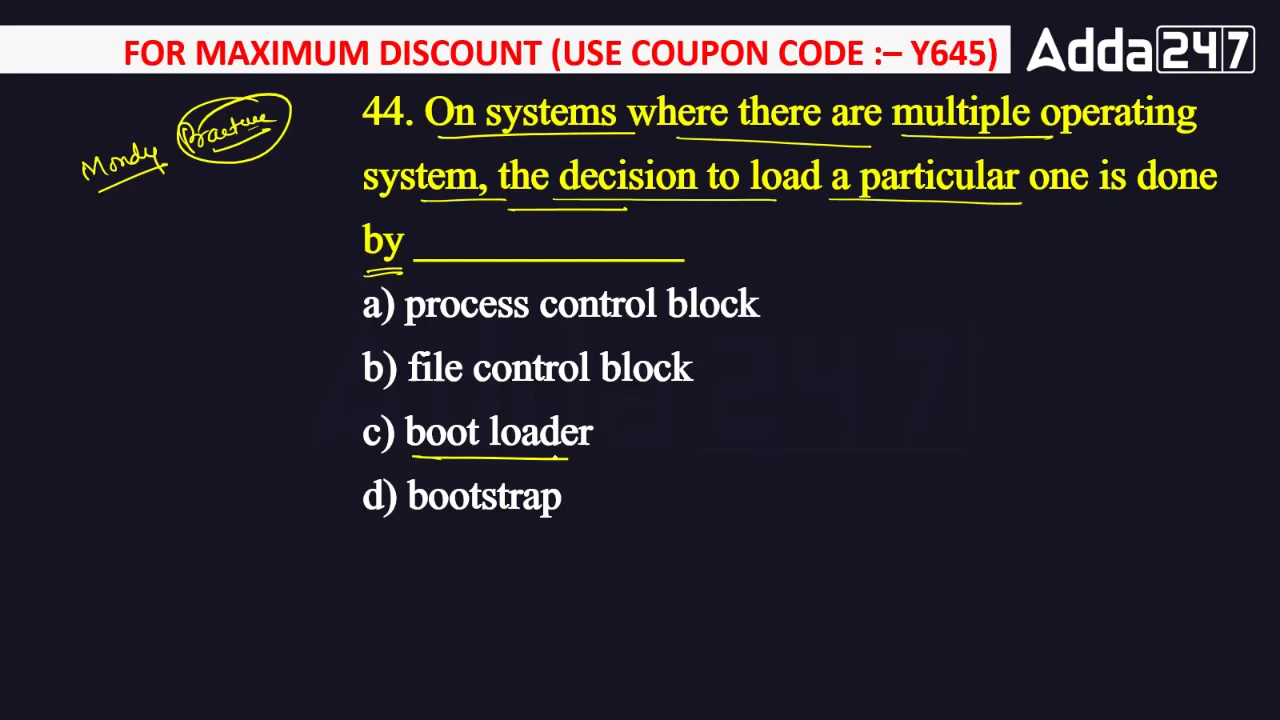 FOR MAXIMUM DISCOUNT (USE COUPON CODE :– Y645)
Adda247
Mondy Practice
44. On systems where there are multiple operating
system, the decision to load a particular one is done
by _____________
a) process control block
b) file control block
c) boot loader
d) bootstrap